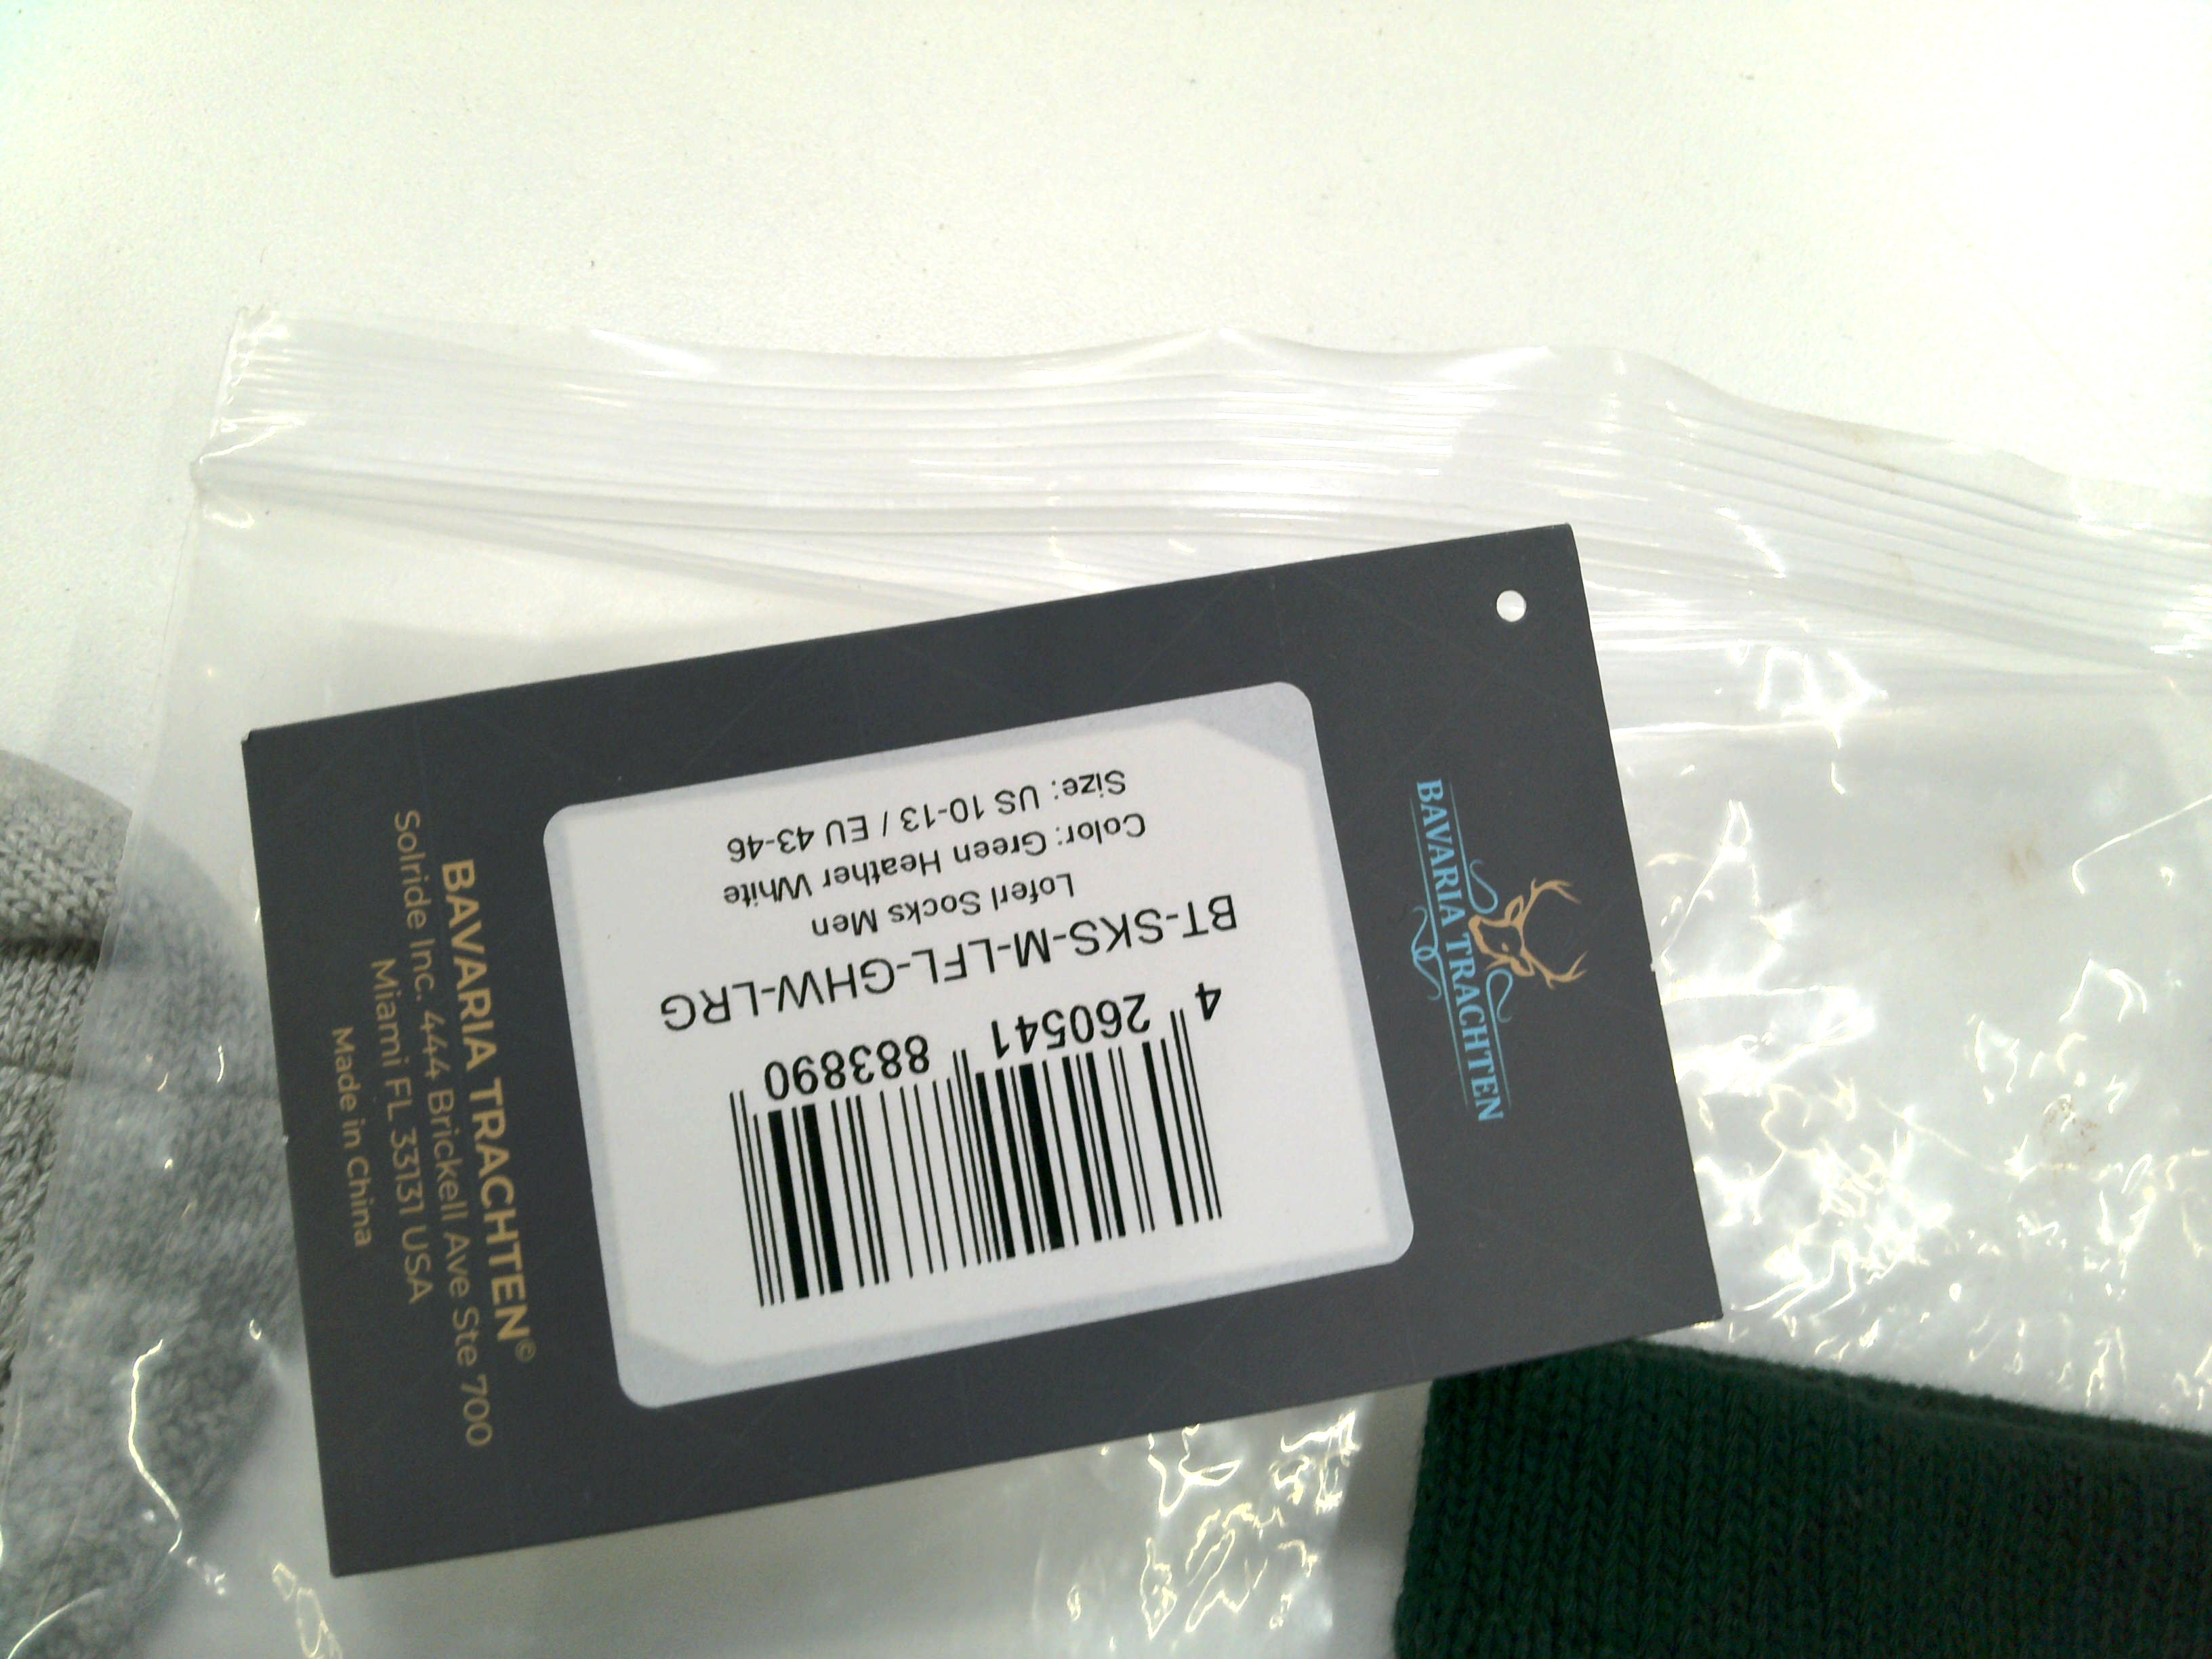 BAVARIA TRACHTEN
4 260541 883890
BT-SKS-M-LFL-GHW-LRG
Loferl Socks Men
Color: Green Heather White
Size: US 10-13 / EU 43-46
BAVARIA TRACHTEN©
Solride Inc. 444 Brickell Ave Ste 700
Miami FL 33131 USA
Made in China